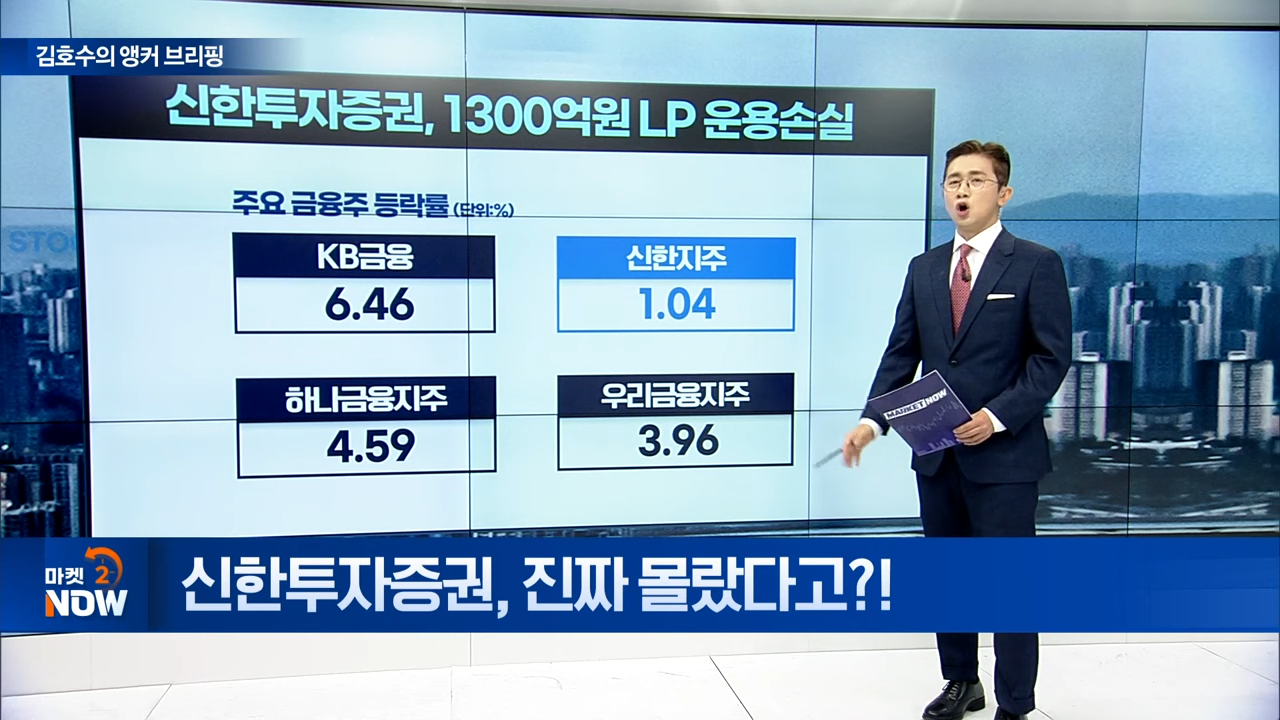 김호수의 앵커 브리핑
신한투자증권, 1300억원 LP 운용손실
주요 금융주 등락률 (단위:%)
KB금융
6.46
신한지주
1.04
하나금융지주
4.59
우리금융지주
3.96
STO
MARKET NOW
마켓 2
NOW
신한투자증권, 진짜 몰랐다고?!